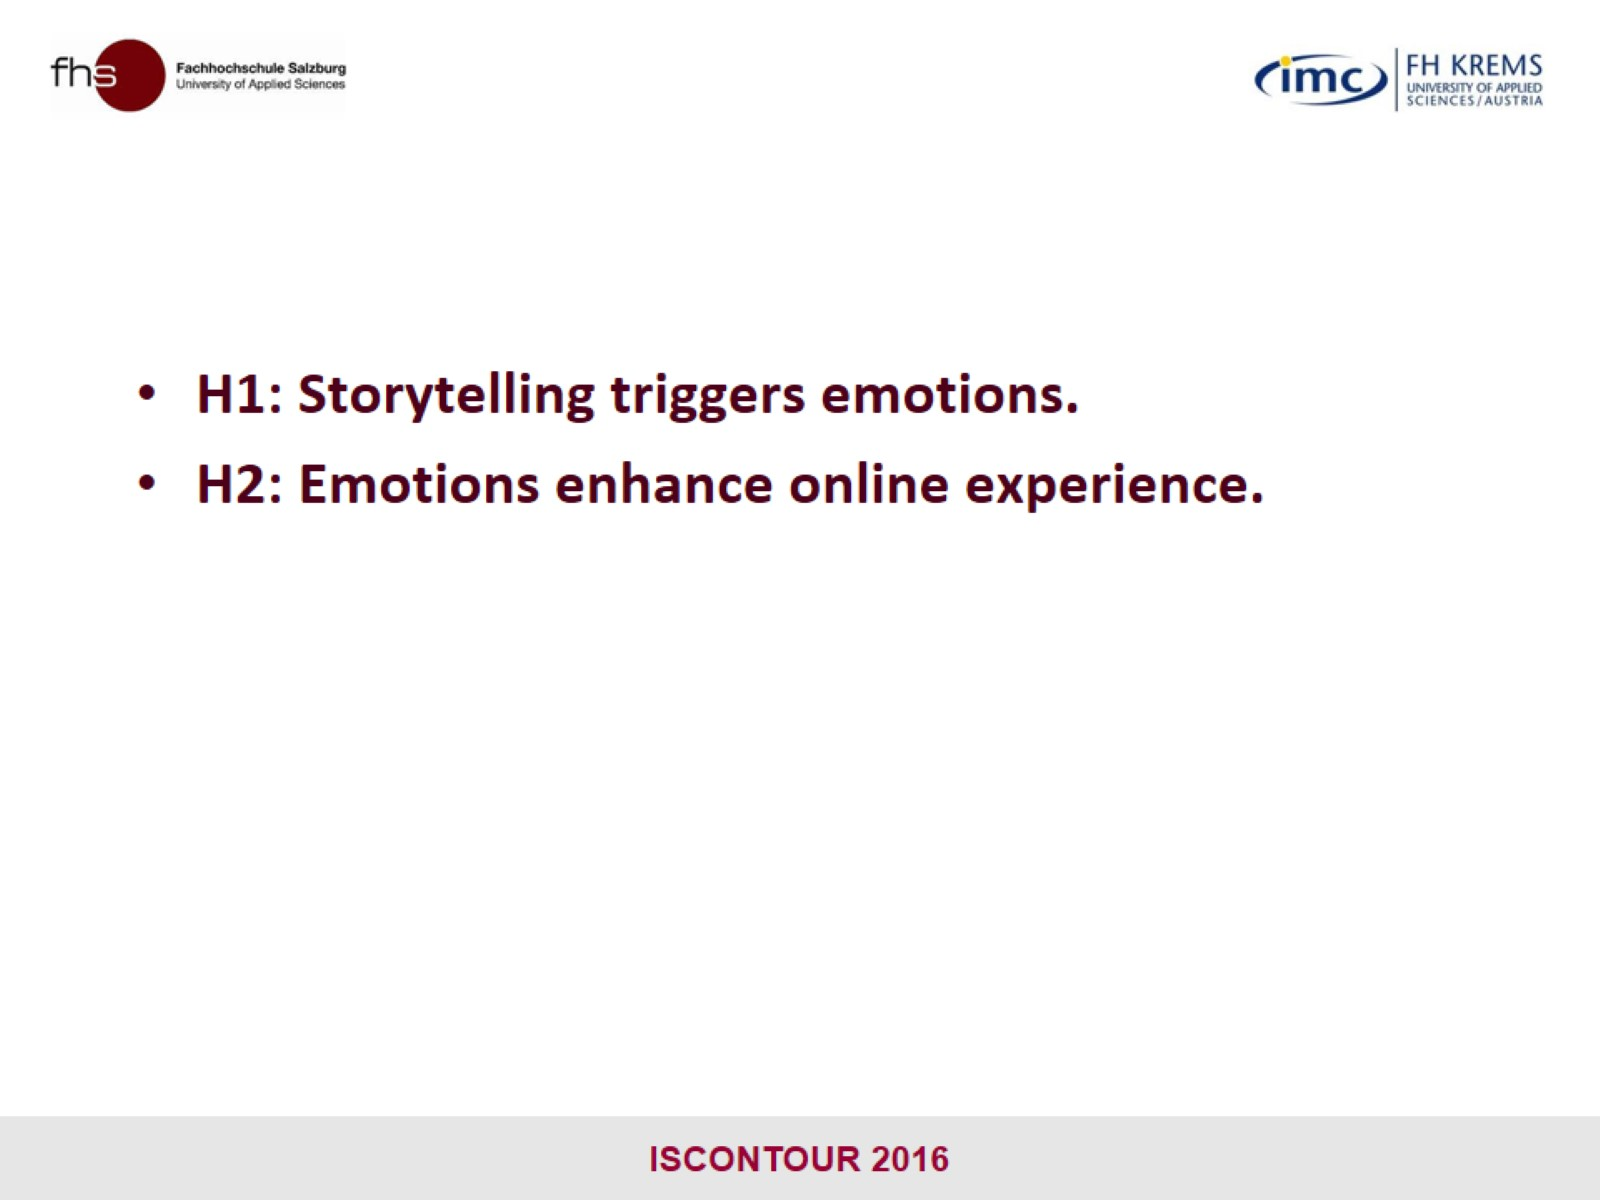 fhs
Fachhochschule Salzburg
University of Applied Sciences
imc
FH KREMS
UNIVERSITY OF APPLIED
SCIENCES/AUSTRIA
• H1: Storytelling triggers emotions.
• H2: Emotions enhance online experience.
ISCONTOUR 2016